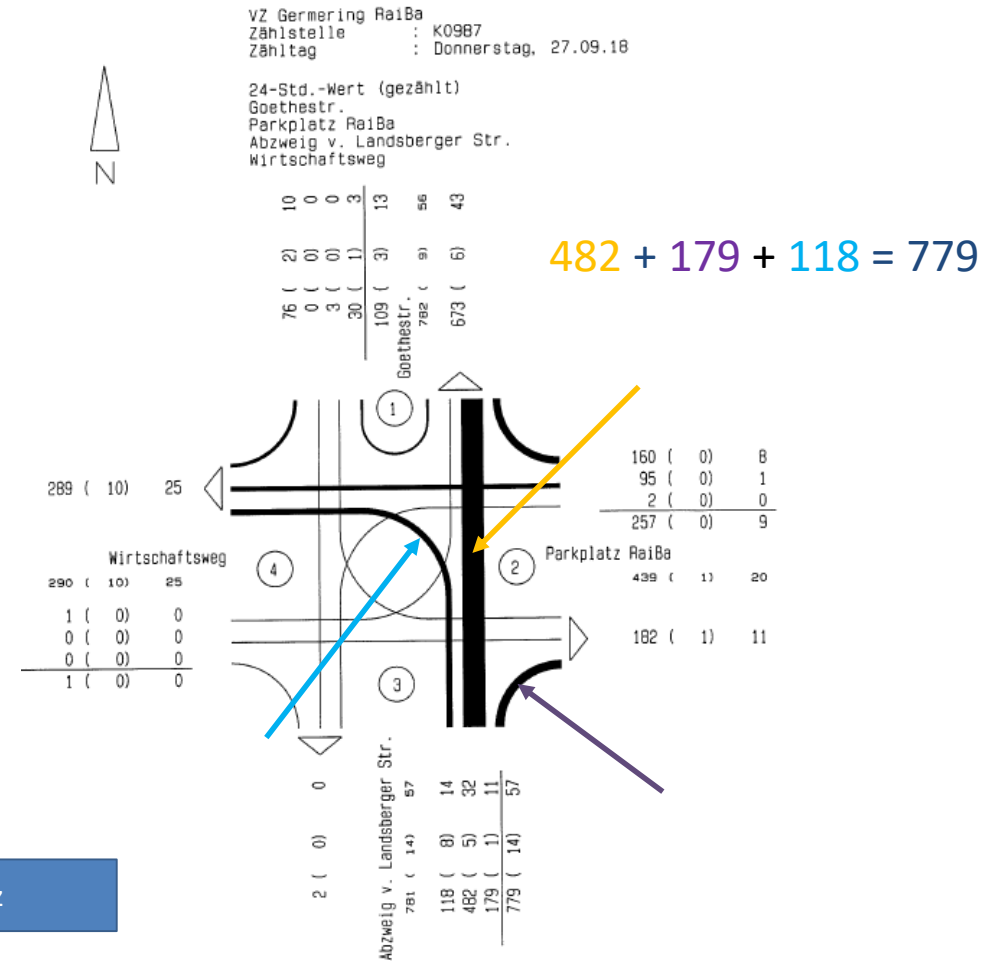 VZ Germering RaiBa
Zählstelle : K0987
Zähltag : Donnerstag, 27.09.18
24-Std.-Wert (gezählt)
Goethestr.
Parkplatz RaiBa
Abzweig v. Landsberger Str.
Wirtschaftsweg
N
76 ( 2) 10
0 ( 0) 0
3 ( 0) 0
30 ( 1) 3
109 ( 3) 13
Goethestr.
782 ( 9) 56
673 ( 6) 43
482 + 179 + 118 = 779
1
289 ( 10) 25
160 ( 0) 8
95 ( 0) 1
2 ( 0) 0
257 ( 0) 9
Wirtschaftsweg
4
2
Parkplatz RaiBa
290 ( 10) 25
439 ( 1) 20
1 ( 0) 0
0 ( 0) 0
0 ( 0) 0
1 ( 0) 0
182 ( 1) 11
3
2 ( 0) 0
Abzweig v. Landsberger Str.
781 ( 14) 57
118 ( 8) 14
482 ( 5) 32
179 ( 1) 11
779 ( 14) 57
z